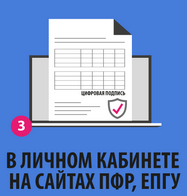 ЦИФРОВАЯ ПОДПИСЬ
3
В ЛИЧНОМ КАБИНЕТЕ
НА САЙТАХ ПФР, ЕПГУ